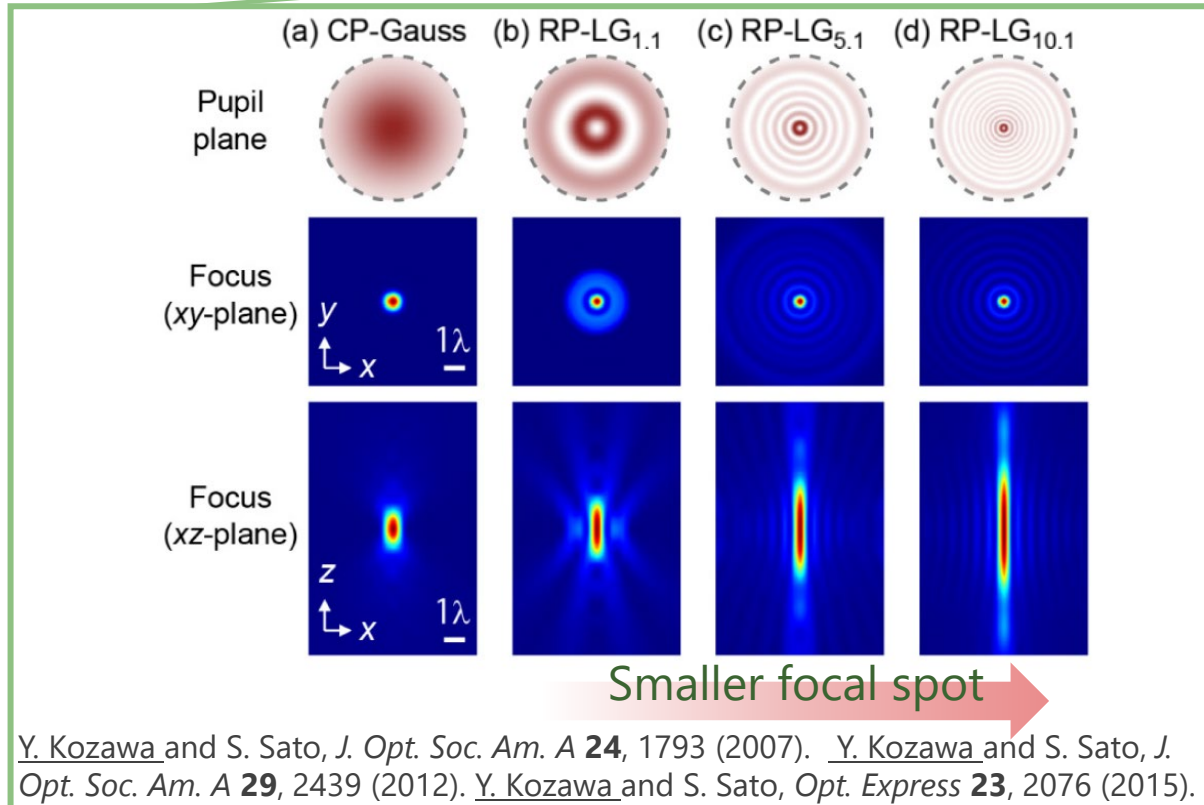 (a) CP-Gauss (b) RP-LG1,1 (c) RP-LG5,1 (d) RP-LG10,1
Pupil
plane
Focus
(xy-plane)
y
x
1λ
Focus
(xz-plane)
z
x
1λ
Smaller focal spot
Y. Kozawa and S. Sato, J. Opt. Soc. Am. A 24, 1793 (2007). Y. Kozawa and S. Sato, J.
Opt. Soc. Am. A 29, 2439 (2012). Y. Kozawa and S. Sato, Opt. Express 23, 2076 (2015).